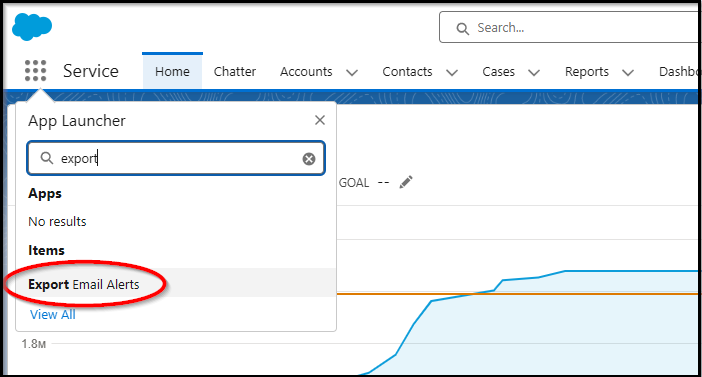 Search...
Service
Home
Chatter
Accounts
Contacts
Cases
Reports
Dashbo
App Launcher
export
Apps
No results
Items
Export Email Alerts
View All
GOAL --
1.8M